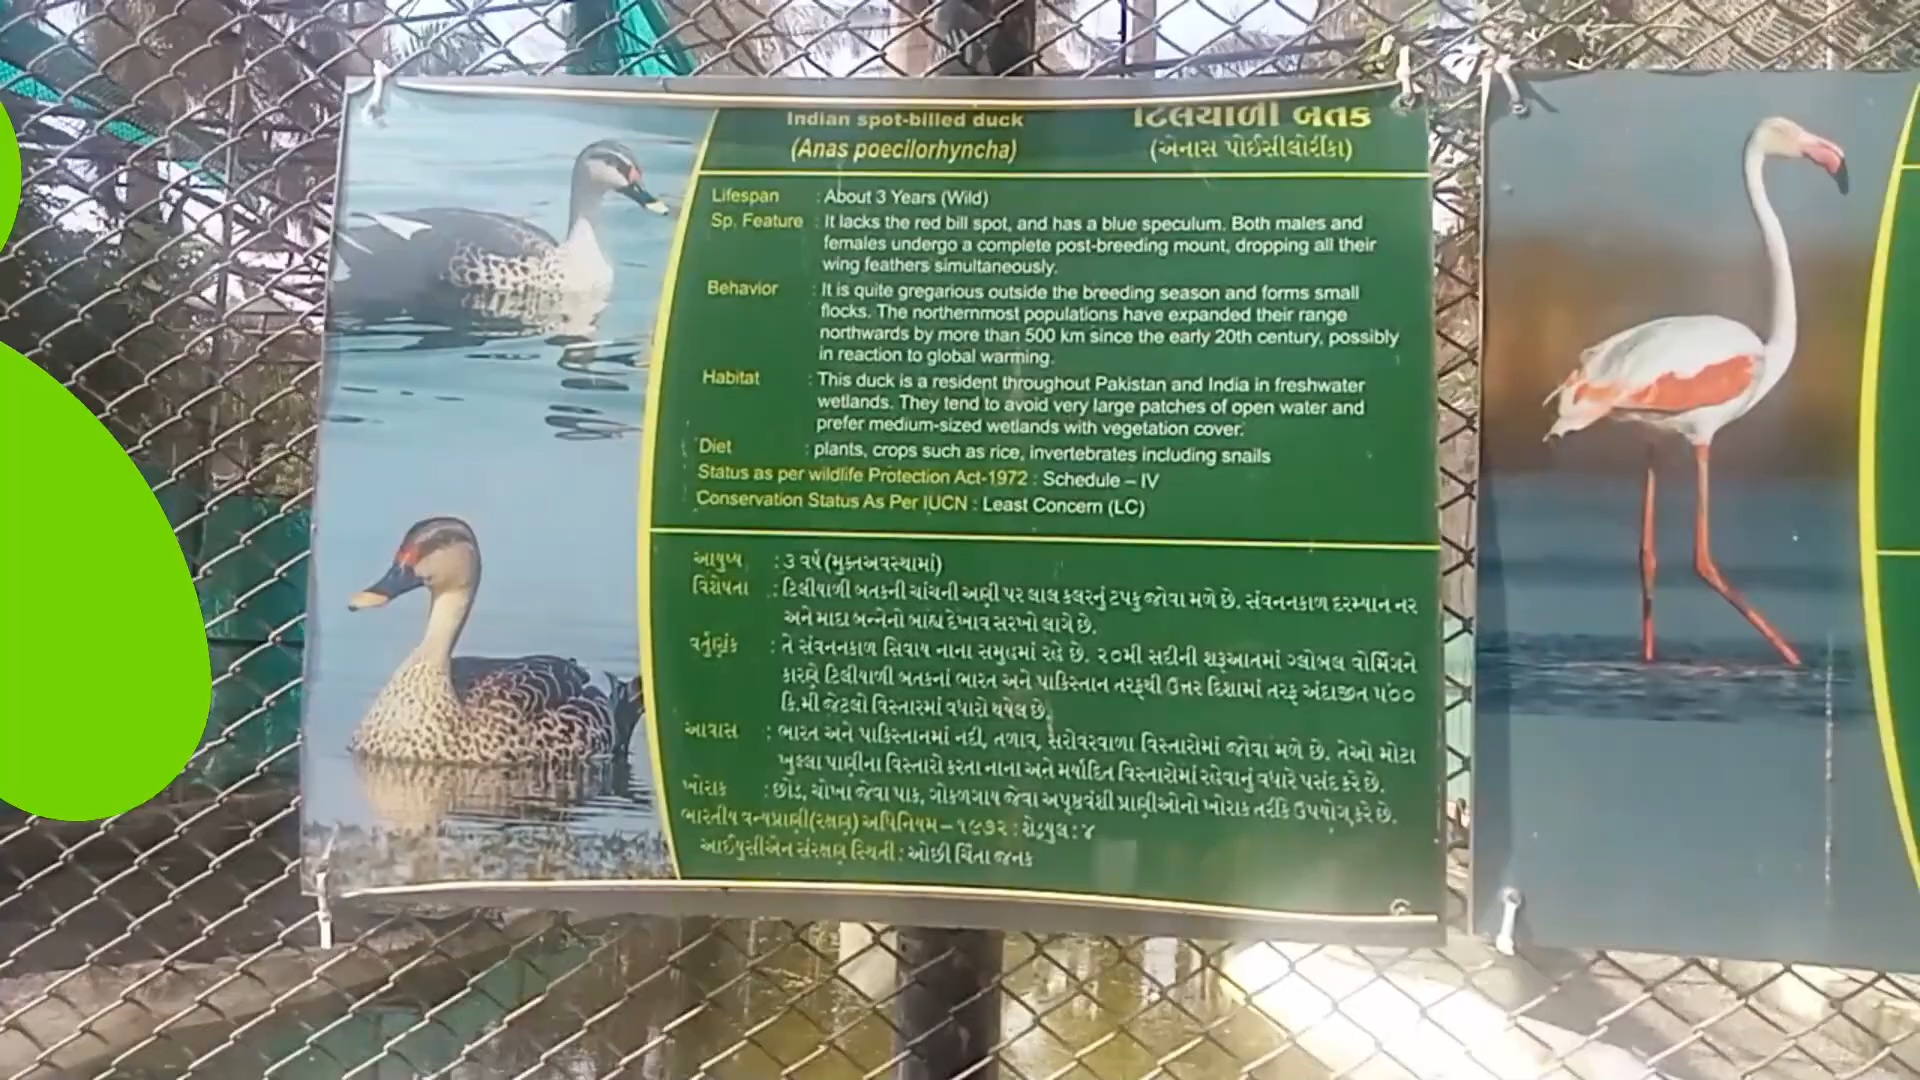 Indian spot-billed duck
(Anas poecilorhyncha)
ટિલયાળી બતક
(એનાસ પોઈસીલોર્રીકા)
Lifespan : About 3 Years (Wild)
Sp. Feature : It lacks the red bill spot, and has a blue speculum. Both males and
females undergo a complete post-breeding mount, dropping all their
wing feathers simultaneously.
Behavior : It is quite gregarious outside the breeding season and forms small
flocks. The northernmost populations have expanded their range
northwards by more than 500 km since the early 20th century, possibly
in reaction to global warming.
Habitat : This duck is a resident throughout Pakistan and India in freshwater
wetlands. They tend to avoid very large patches of open water and
prefer medium-sized wetlands with vegetation cover.
Diet : plants, crops such as rice, invertebrates including snails
Status as per wildlife Protection Act-1972 : Schedule – IV
Conservation Status As Per IUCN : Least Concern (LC)
આયુષ્ય : ૩ વર્ષ (મુક્તઅવસ્થામાં)
વિશેષતા : ટિલીયાળી બતકની ચાંચની અણી પર લાલ કલરનું ટપકુ જોવા મળે છે. સંવનનકાળ દરમ્યાન નર
અને માદા બન્નેનો બાહ્ય દેખાવ સરખો લાગે છે.
વર્તુણંક : તે સંવનનકાળ સિવાય નાના સમુહમાં રહે છે. ૨૦મી સદીની શરૂઆતમાં ગ્લોબલ વોર્મિંગને
કારણે ટિલીયાળી બતકનાં ભારત અને પાકિસ્તાન તરફથી ઉત્તર દિશામાં તરફ અંદાજીત ૫૦૦
કિ.મી જેટલો વિસ્તારમાં વધારો થયેલ છે.
આવાસ : ભારત અને પાકિસ્તાનમાં નદી, તળાવ, સરોવરવાળા વિસ્તારોમાં જોવા મળે છે. તેઓ મોટા
ખુલ્લા પાણીના વિસ્તારો કરતા નાના અને મર્યાદિત વિસ્તારોમાં રહેવાનું વધારે પસંદ કરે છે.
ખોરાક : છોડ, ચોખા જેવા પાક, ગોકળગાય જેવા અપૃષ્ઠવંશી પ્રાણીઓનો ખોરાક તરીકે ઉપયોગ કરે છે.
ભારતીય વન્યપ્રાણી(રક્ષણ) અધિનિયમ – ૧૯૭૨ : શેડ્યુલ : ૪
આઈયુસીએન સંરક્ષણ સ્થિતી : ઓછી ચિંતા જનક